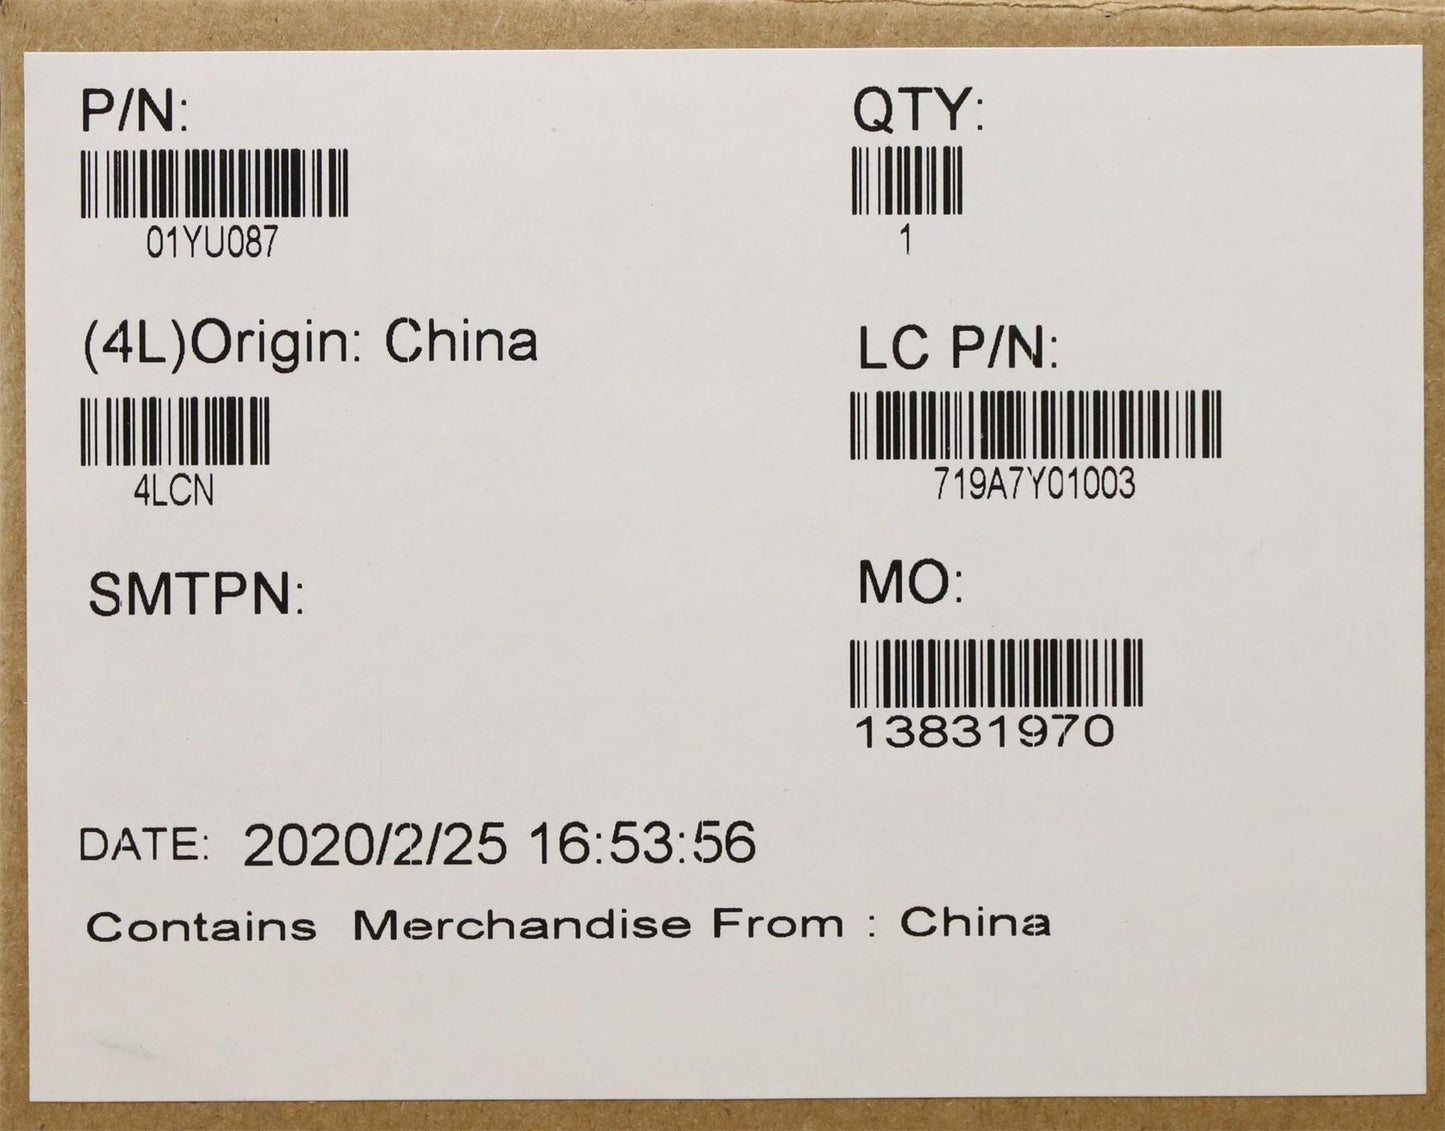 P/N:
01YU087
QTY:
1
(4L)Origin: China
4LCN
LC P/N:
719A7Y01003
SMTPN:
MO:
13831970
DATE: 2020/2/25 16:53:56
Contains Merchandise From : China